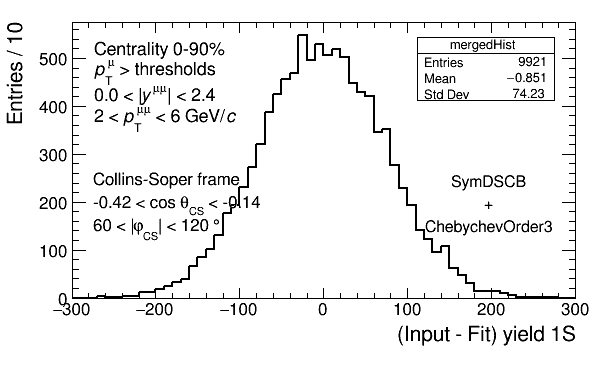 Entries / 10
500
400
300
200
100
0
Centrality 0-90%
p_T^μ > thresholds
0.0 < |y^μμ| < 2.4
2 < p_T^μμ < 6 GeV/c
Collins-Soper frame
-0.42 < cos θ_CS < -0.14
60 < |φ_CS| < 120 °
mergedHist
Entries 9921
Mean −0.851
Std Dev 74.23
SymDSCB
+
ChebychevOrder3
−300 −200 −100 0 100 200 300
(Input - Fit) yield 1S